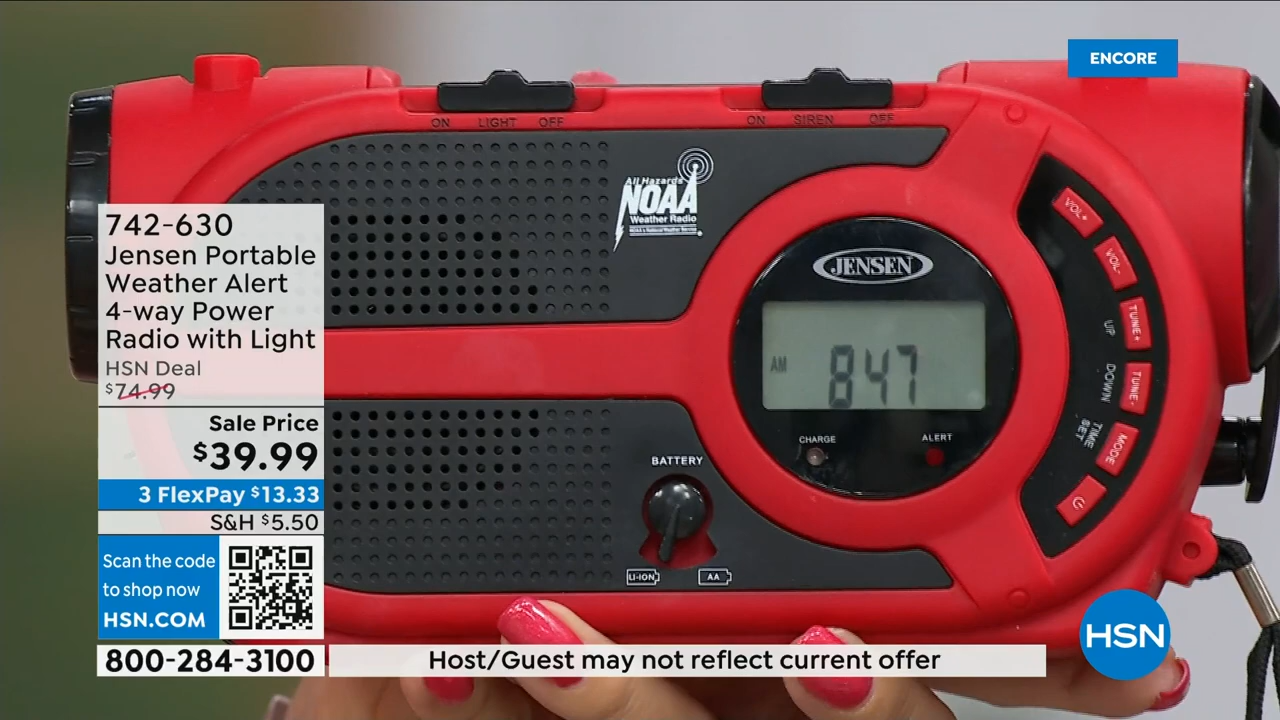 ENCORE
ON LIGHT OFF
ON SIREN OFF
All Hazards
NOAA
Weather Radio
VOL+
VOL-
TUNE+
UP
TUNE-
DOWN
MODE
TIME SET
JENSEN
AM 847
CHARGE
ALERT
BATTERY
LI-ION
AA
742-630
Jensen Portable
Weather Alert
4-way Power
Radio with Light
HSN Deal
$74.99
Sale Price
$39.99
3 FlexPay $13.33
S&H $5.50
Scan the code
to shop now
HSN.COM
800-284-3100
Host/Guest may not reflect current offer
HSN